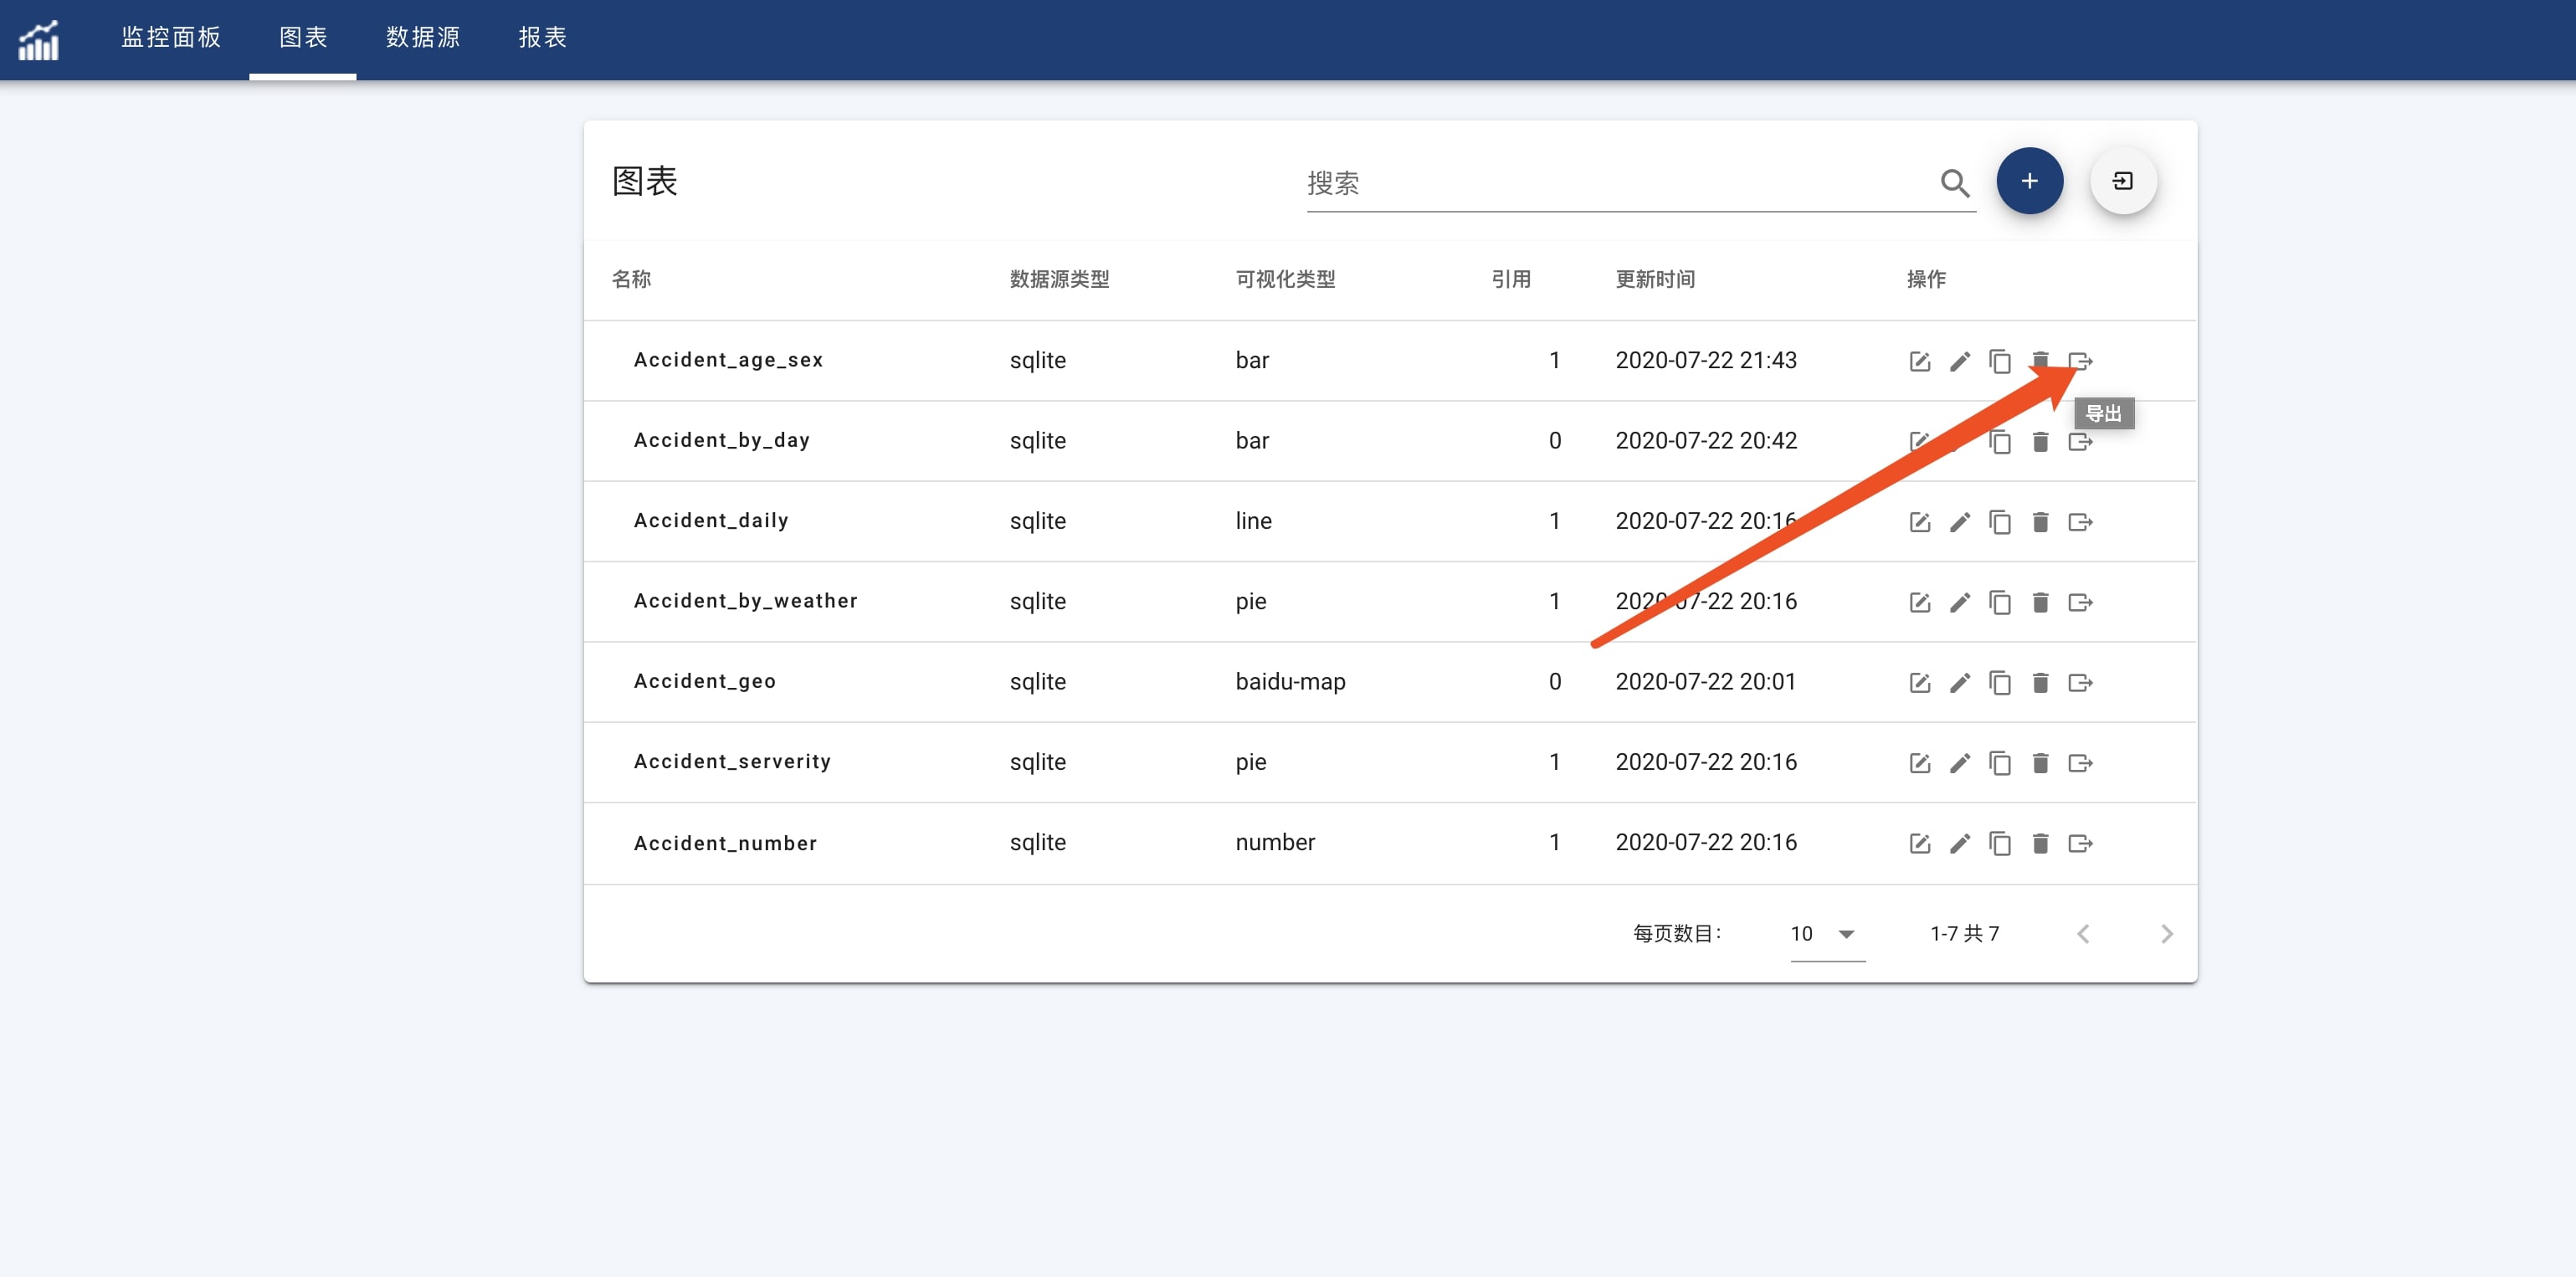 监控面板 图表 数据源 报表
图表 搜索
名称 数据源类型 可视化类型 引用 更新时间 操作
Accident_age_sex sqlite bar 1 2020-07-22 21:43
导出
Accident_by_day sqlite bar 0 2020-07-22 20:42
Accident_daily sqlite line 1 2020-07-22 20:16
Accident_by_weather sqlite pie 1 2020-07-22 20:16
Accident_geo sqlite baidu-map 0 2020-07-22 20:01
Accident_serverity sqlite pie 1 2020-07-22 20:16
Accident_number sqlite number 1 2020-07-22 20:16
每页数目: 10 1-7 共 7